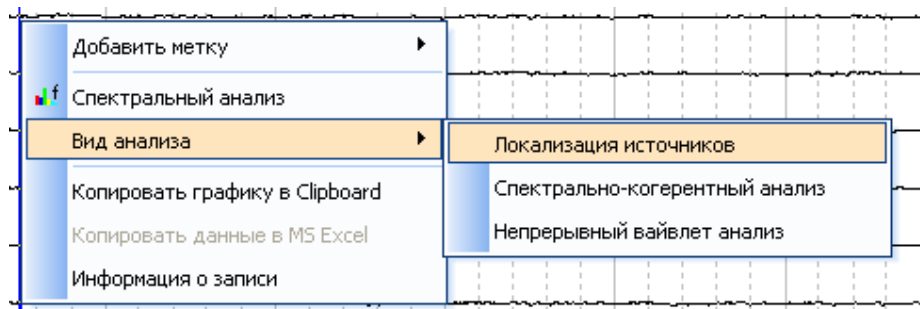 Добавить метку
f Спектральный анализ
Вид анализа
Локализация источников
Спектрально-когерентный анализ
Копировать графику в Clipboard
Непрерывный вайвлет анализ
Копировать данные в MS Excel
Информация о записи